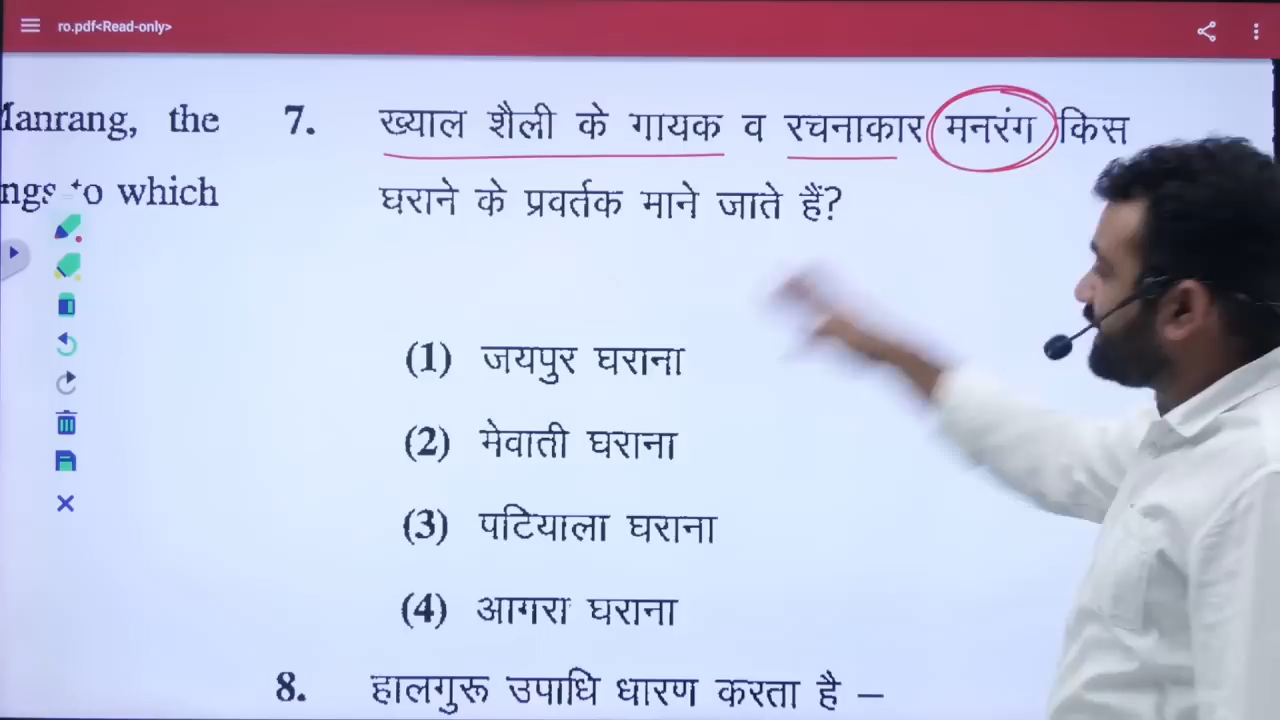 ro.pdf<Read-only>
Manrang, the
to which
7. ख्याल शैली के गायक व रचनाकार मनरंग किस
घराने के प्रवर्तक माने जाते हैं?
(1) जयपुर घराना
(2) मेवाती घराना
(3) पटियाला घराना
(4) आगरा घराना
8. हालगुरू उपाधि धारण करता है –